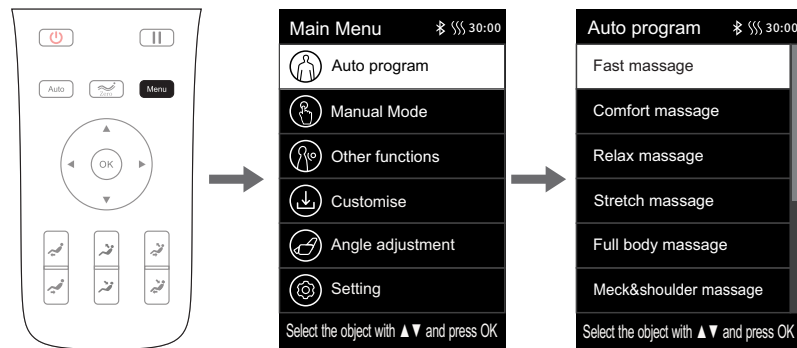 Auto
Zero
Menu
OK
Main Menu 30:00
Auto program
Manual Mode
Other functions
Customise
Angle adjustment
Setting
Select the object with ▲▼ and press OK
Auto program 30:00
Fast massage
Comfort massage
Relax massage
Stretch massage
Full body massage
Meck&shoulder massage
Select the object with ▲▼ and press OK